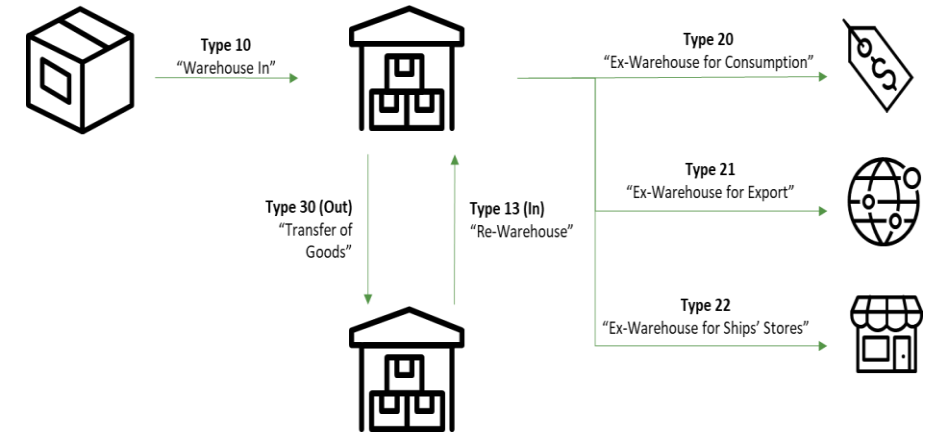 Type 10
“Warehouse In”
Type 20
“Ex-Warehouse for Consumption”
Type 21
“Ex-Warehouse for Export”
Type 30 (Out)
“Transfer of
Goods”
Type 13 (In)
“Re-Warehouse”
Type 22
“Ex-Warehouse for Ships’ Stores”